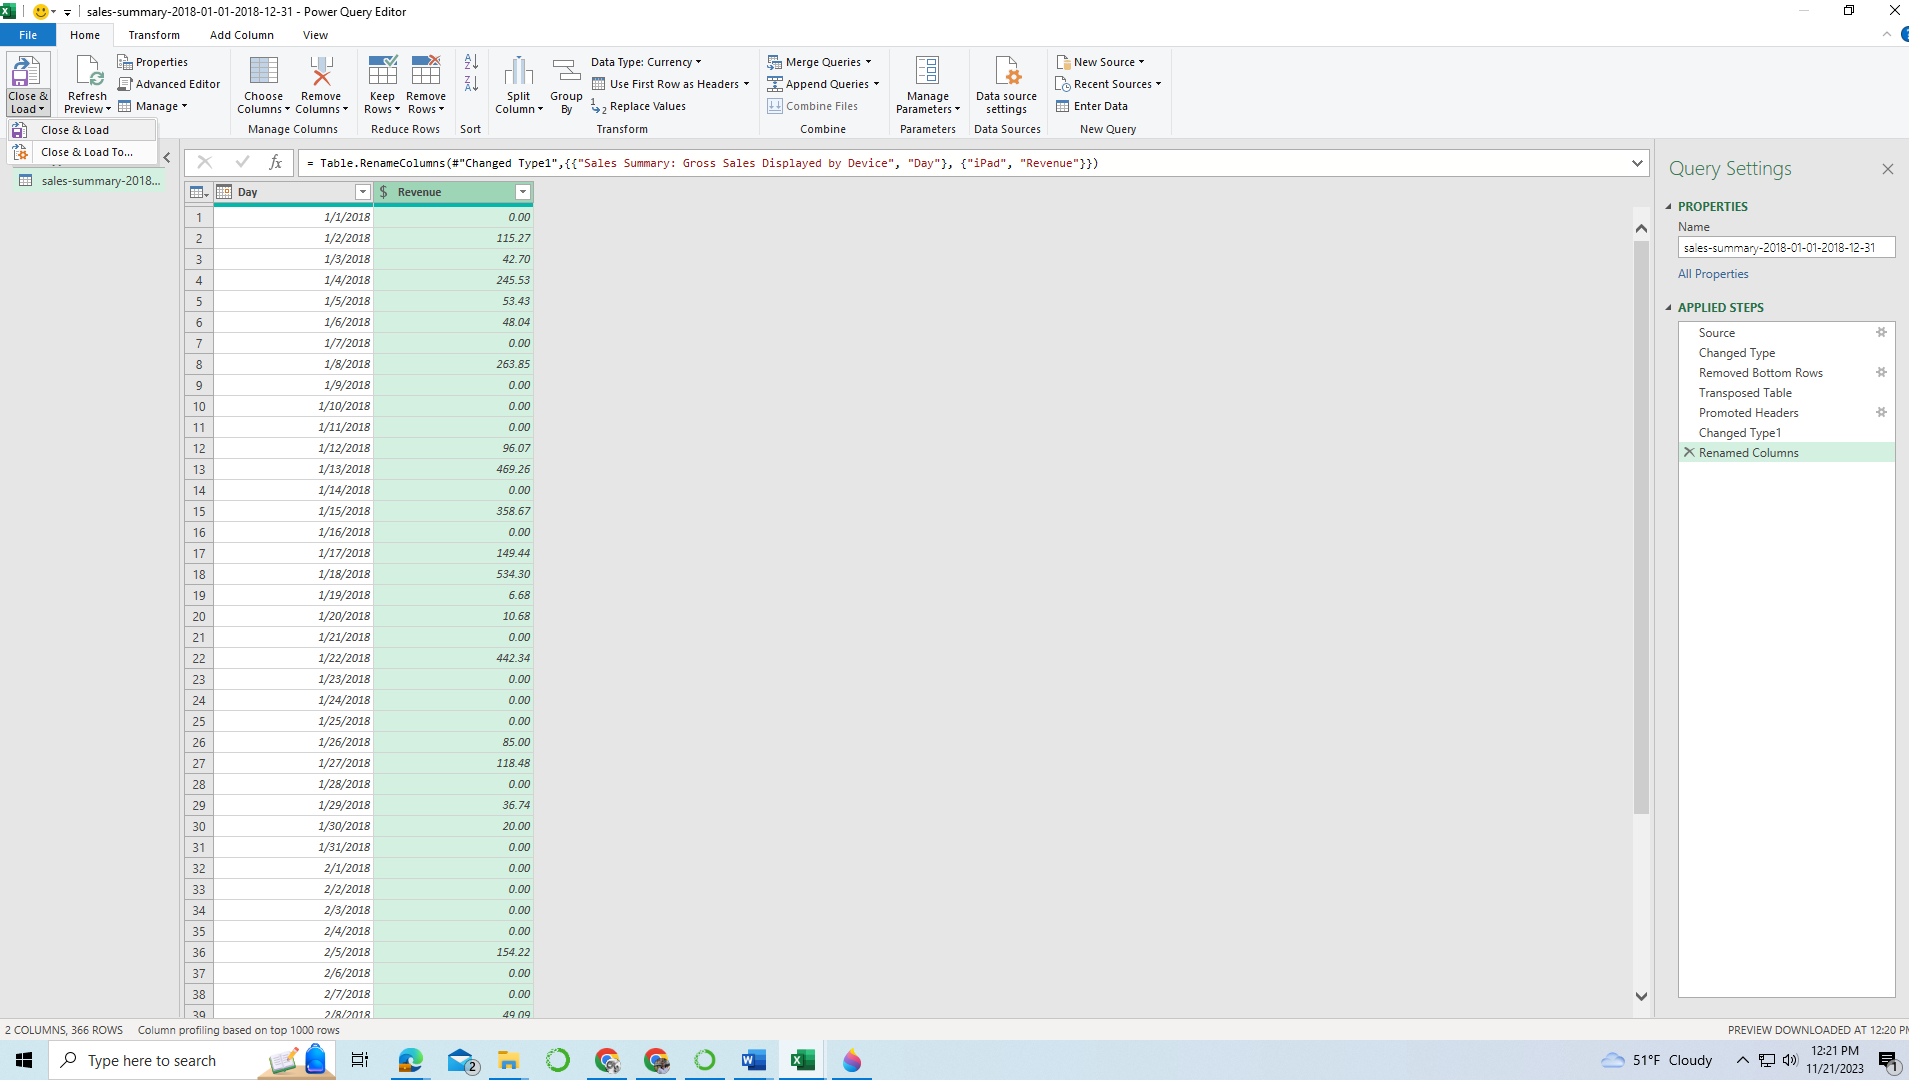 sales-summary-2018-01-01-2018-12-31 - Power Query Editor
File Home Transform Add Column View
Close & Load
Refresh Preview
Properties
Advanced Editor
Manage
Choose Columns
Remove Columns
Manage Columns
Keep Rows
Remove Rows
Reduce Rows
Sort
Split Column
Group By
Data Type: Currency
Use First Row as Headers
Replace Values
Transform
Merge Queries
Append Queries
Combine Files
Combine
Manage Parameters
Parameters
Data source settings
Data Sources
New Source
Recent Sources
Enter Data
New Query
Close & Load
Close & Load To...
sales-summary-2018...
fx = Table.RenameColumns(#"Changed Type1",{{"Sales Summary: Gross Sales Displayed by Device", "Day"}, {"iPad", "Revenue"}})
Day $ Revenue
1 1/1/2018 0.00
2 1/2/2018 115.27
3 1/3/2018 42.70
4 1/4/2018 245.53
5 1/5/2018 53.43
6 1/6/2018 48.04
7 1/7/2018 0.00
8 1/8/2018 263.85
9 1/9/2018 0.00
10 1/10/2018 0.00
11 1/11/2018 0.00
12 1/12/2018 96.07
13 1/13/2018 469.26
14 1/14/2018 0.00
15 1/15/2018 358.67
16 1/16/2018 0.00
17 1/17/2018 149.44
18 1/18/2018 534.30
19 1/19/2018 6.68
20 1/20/2018 10.68
21 1/21/2018 0.00
22 1/22/2018 442.34
23 1/23/2018 0.00
24 1/24/2018 0.00
25 1/25/2018 0.00
26 1/26/2018 85.00
27 1/27/2018 118.48
28 1/28/2018 0.00
29 1/29/2018 36.74
30 1/30/2018 20.00
31 1/31/2018 0.00
32 2/1/2018 0.00
33 2/2/2018 0.00
34 2/3/2018 0.00
35 2/4/2018 0.00
36 2/5/2018 154.22
37 2/6/2018 0.00
38 2/7/2018 0.00
39 2/8/2018 49.09
Query Settings
PROPERTIES
Name
sales-summary-2018-01-01-2018-12-31
All Properties
APPLIED STEPS
Source
Changed Type
Removed Bottom Rows
Transposed Table
Promoted Headers
Changed Type1
Renamed Columns
2 COLUMNS, 366 ROWS Column profiling based on top 1000 rows
PREVIEW DOWNLOADED AT 12:20 P
Type here to search
2
51°F Cloudy
12:21 PM
11/21/2023
1